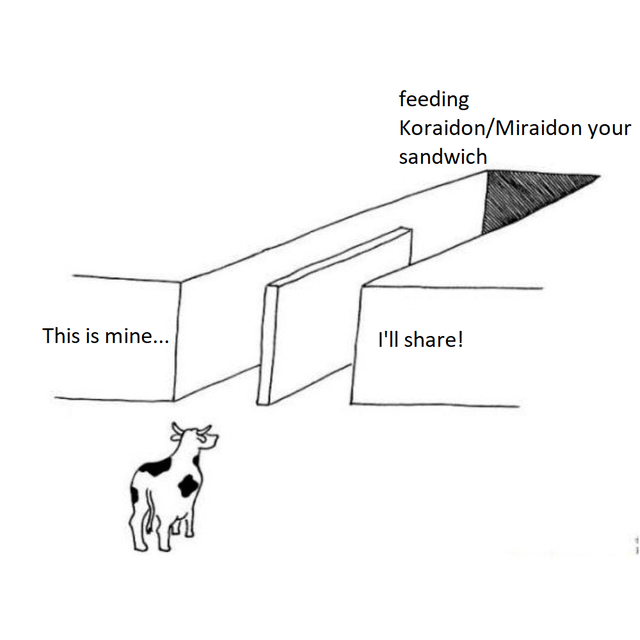 feeding
Koraidon/Miraidon your
sandwich
This is mine...
I'll share!